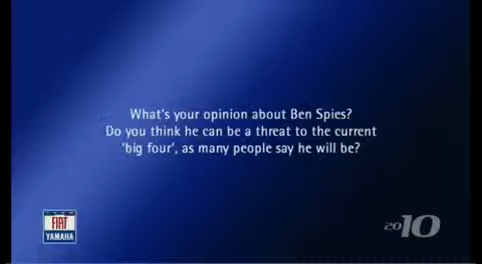 What's your opinion about Ben Spies?
Do you think he can be a threat to the current
'big four', as many people say he will be?
FIAT
YAMAHA
2010